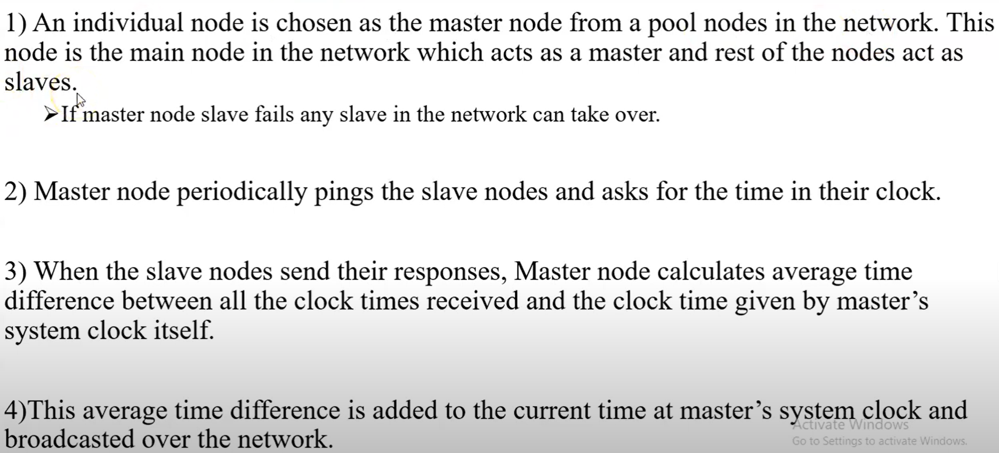 1) An individual node is chosen as the master node from a pool nodes in the network. This
node is the main node in the network which acts as a master and rest of the nodes act as
slaves.
➢If master node slave fails any slave in the network can take over.
2) Master node periodically pings the slave nodes and asks for the time in their clock.
3) When the slave nodes send their responses, Master node calculates average time
difference between all the clock times received and the clock time given by master’s
system clock itself.
4)This average time difference is added to the current time at master’s system clock and
broadcasted over the network.
Activate Windows
Go to Settings to activate Windows.